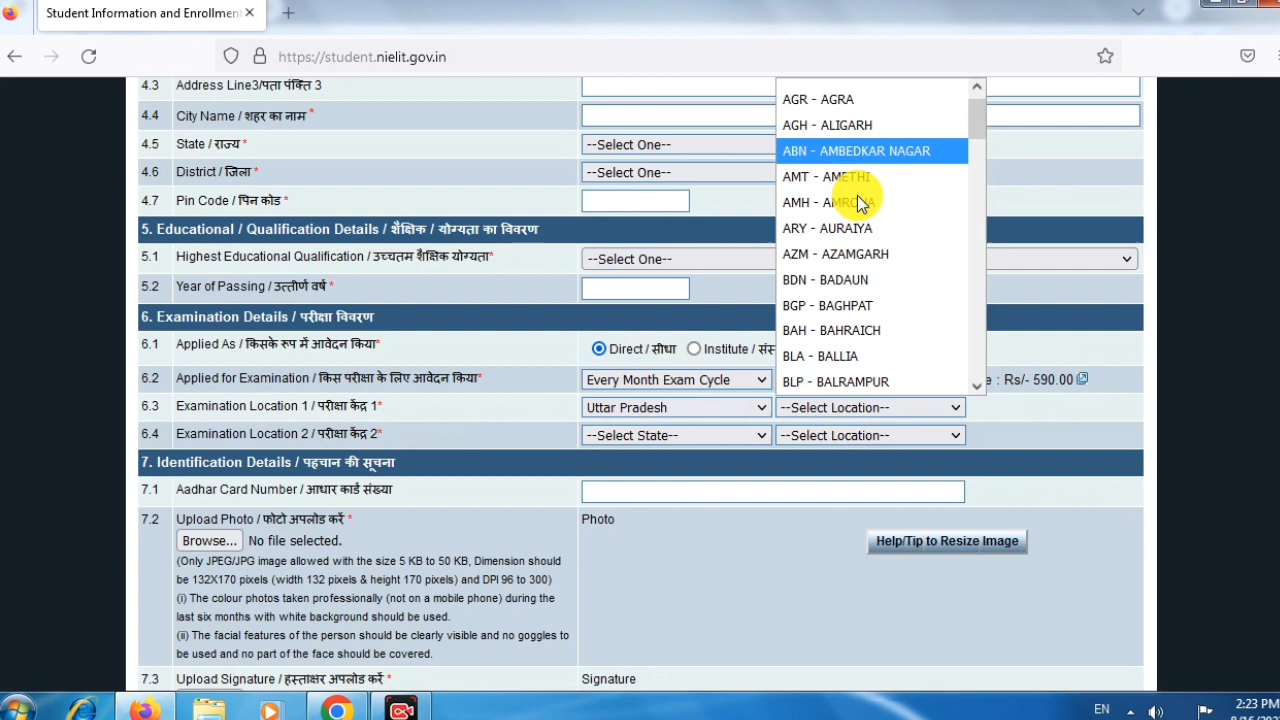 Student Information and Enrollment
https://student.nielit.gov.in
4.3 Address Line3/पता पंक्ति 3
AGR - AGRA
4.4 City Name / शहर का नाम *
AGH - ALIGARH
4.5 State / राज्य * --Select One--
ABN - AMBEDKAR NAGAR
4.6 District / जिला * --Select One--
AMT - AMETHI
4.7 Pin Code / पिन कोड *
AMH - AMROHA
5. Educational / Qualification Details / शैक्षिक / योग्यता का विवरण
ARY - AURAIYA
5.1 Highest Educational Qualification / उच्चतम शैक्षिक योग्यता* --Select One--
AZM - AZAMGARH
5.2 Year of Passing / उत्तीर्ण वर्ष *
BDN - BADAUN
6. Examination Details / परीक्षा विवरण
BGP - BAGHPAT
BAH - BAHRAICH
6.1 Applied As / किसके रूप में आवेदन किया* Direct / सीधा Institute / संस
BLA - BALLIA
6.2 Applied for Examination / किस परीक्षा के लिए आवेदन किया* Every Month Exam Cycle
BLP - BALRAMPUR
: Rs/- 590.00
6.3 Examination Location 1 / परीक्षा केंद्र 1* Uttar Pradesh --Select Location--
6.4 Examination Location 2 / परीक्षा केंद्र 2* --Select State-- --Select Location--
7. Identification Details / पहचान की सूचना
7.1 Aadhar Card Number / आधार कार्ड संख्या
7.2 Upload Photo / फोटो अपलोड करें * Photo
Browse... No file selected. Help/Tip to Resize Image
(Only JPEG/JPG image allowed with the size 5 KB to 50 KB, Dimension should
be 132X170 pixels (width 132 pixels & height 170 pixels) and DPI 96 to 300)
(i) The colour photos taken professionally (not on a mobile phone) during the
last six months with white background should be used.
(ii) The facial features of the person should be clearly visible and no goggles to
be used and no part of the face should be covered.
7.3 Upload Signature / हस्ताक्षर अपलोड करें * Signature
EN 2:23 PM